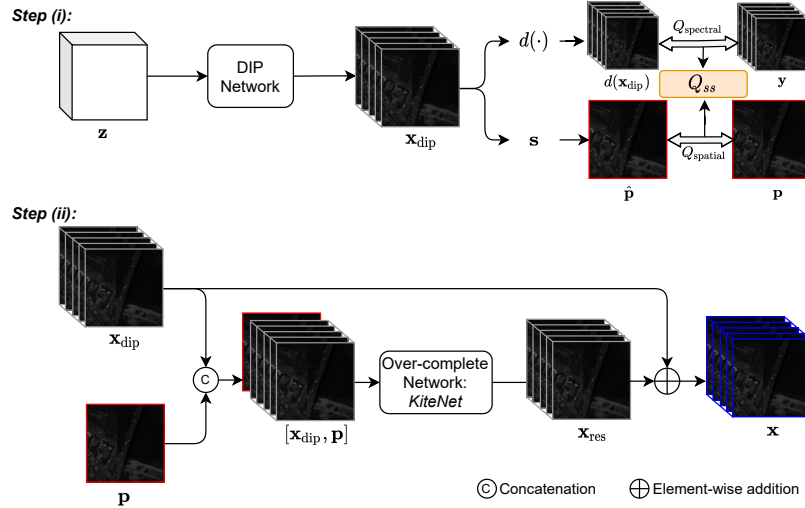 Step (i):
z
DIP
Network
x_dip
d(·)
s
d(x_dip)
Q_spectral
y
Q_ss
Q_spatial
p̂
p
Step (ii):
x_dip
p
C
[x_dip, p]
Over-complete
Network:
KiteNet
x_res
x
C Concatenation
Element-wise addition